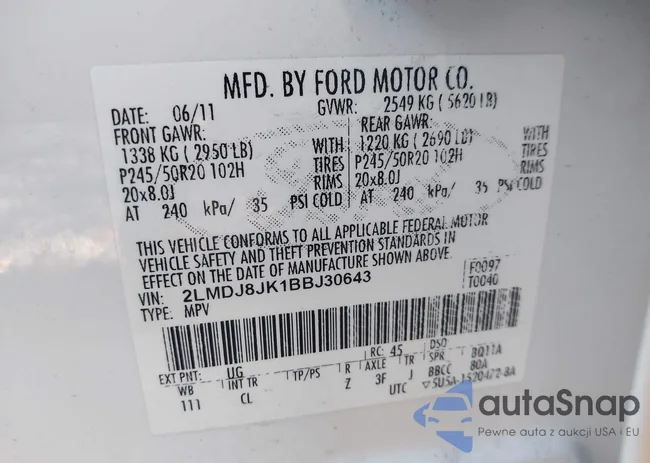 MFD. BY FORD MOTOR CO.
DATE: 06/11 GVWR: 2549 KG ( 5620 LB)
FRONT GAWR: REAR GAWR:
1338 KG ( 2950 LB) WITH 1220 KG ( 2690 LB) WITH
P245/50R20 102H TIRES P245/50R20 102H TIRES
20x8.0J RIMS 20x8.0J RIMS
AT 240 kPa/ 35 PSI COLD AT 240 kPa/ 35 PSI COLD
THIS VEHICLE CONFORMS TO ALL APPLICABLE FEDERAL MOTOR
VEHICLE SAFETY AND THEFT PREVENTION STANDARDS IN
EFFECT ON THE DATE OF MANUFACTURE SHOWN ABOVE.
VIN: 2LMDJ8JK1BBJ30643 F0097
TYPE: MPV T0040
EXT PNT: UG RC: 45 DSO
WB INT TR TP/PS R AXLE TR SPR BQ11A
111 CL Z 3F J BBCC 80A
UTC 5U5A-1520472-BA
autoSnap
Pewne auta z aukcji USA i EU